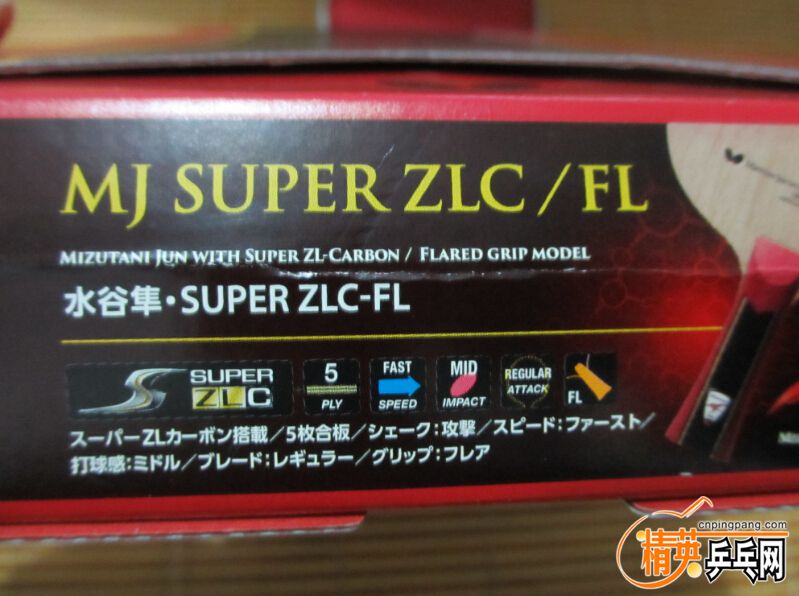 MJ SUPER ZLC / FL
MIZUTANI JUN WITH SUPER ZL-CARBON / FLARED GRIP MODEL
水谷隼・SUPER ZLC-FL
S SUPER ZLC
5 PLY
FAST SPEED
MID IMPACT
REGULAR ATTACK
FL
スーパーZLカーボン搭載／5枚合板／シェーク：攻撃／スピード：ファースト／
打球感：ミドル／ブレード：レギュラー／グリップ：フレア
cnpingpang.com
精英乒乓网